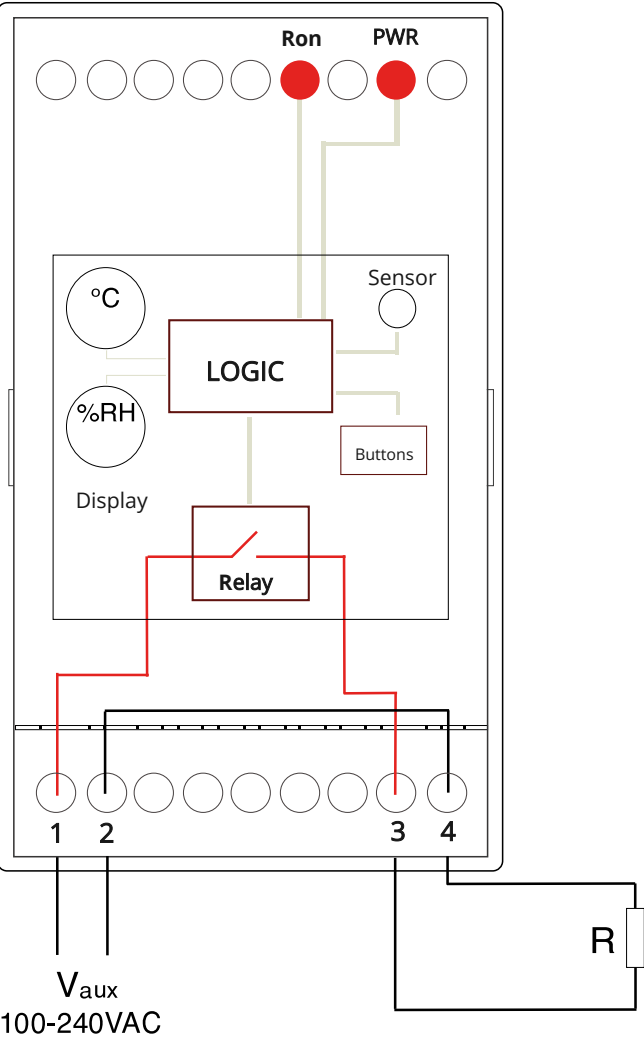 Ron PWR
°C Sensor
LOGIC
%RH
Buttons
Display
Relay
1 2 3 4
R
Vaux
100-240VAC